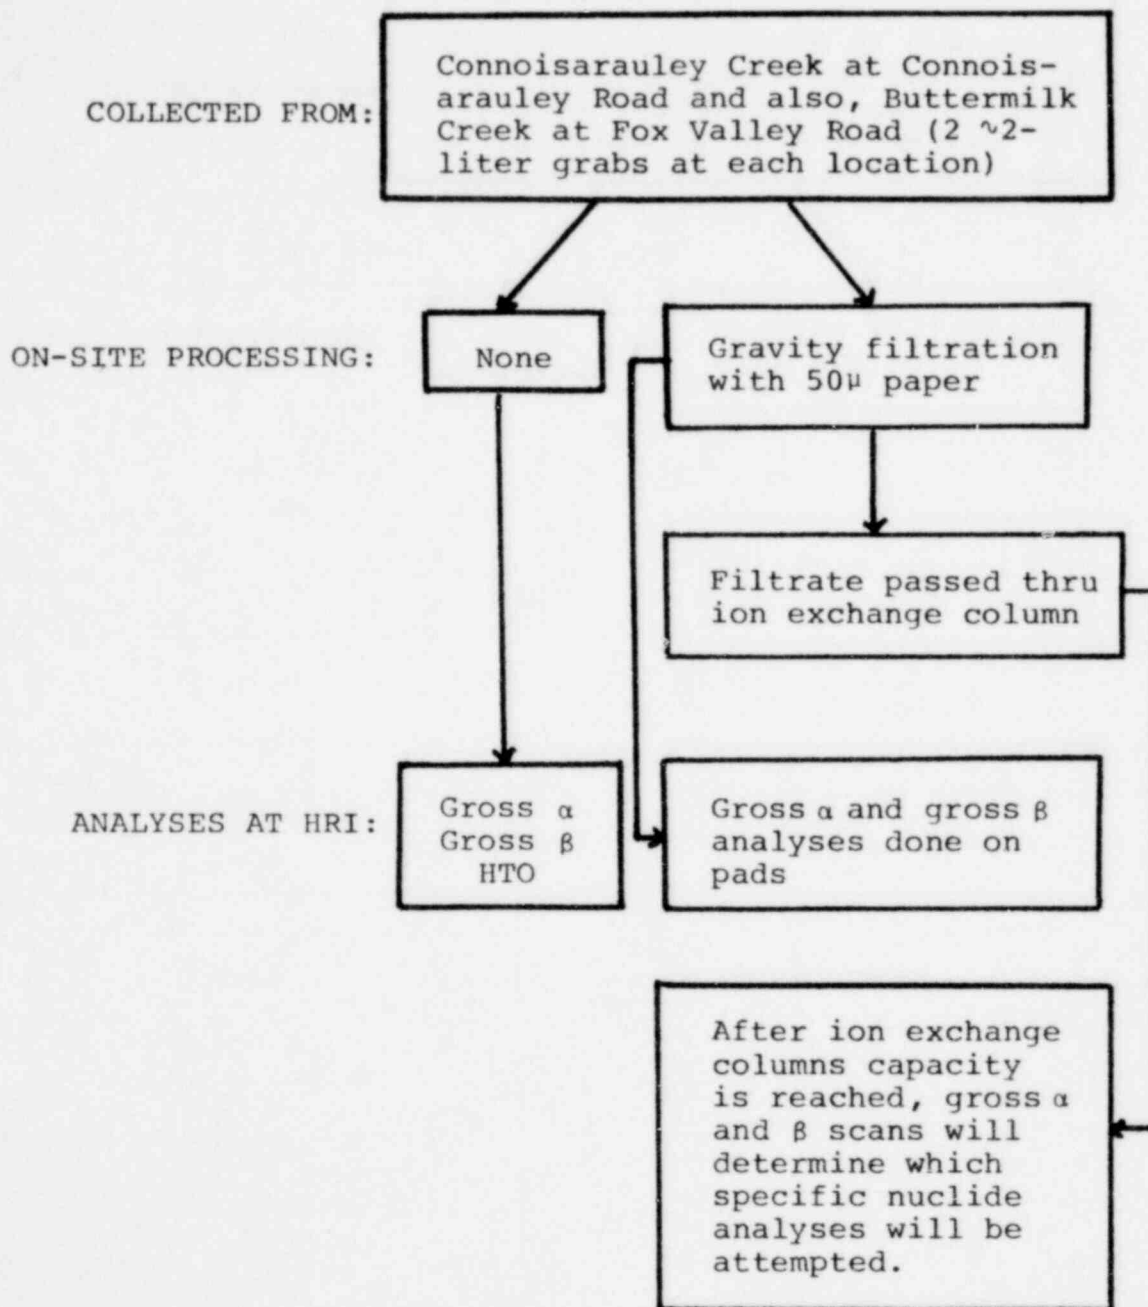 COLLECTED FROM:
Connoisarauley Creek at Connois-
arauley Road and also, Buttermilk
Creek at Fox Valley Road (2 ~2-
liter grabs at each location)
ON-SITE PROCESSING:
None
Gravity filtration
with 50μ paper
Filtrate passed thru
ion exchange column
ANALYSES AT HRI:
Gross α
Gross β
HTO
Gross α and gross β
analyses done on
pads
After ion exchange
columns capacity
is reached, gross α
and β scans will
determine which
specific nuclide
analyses will be
attempted.